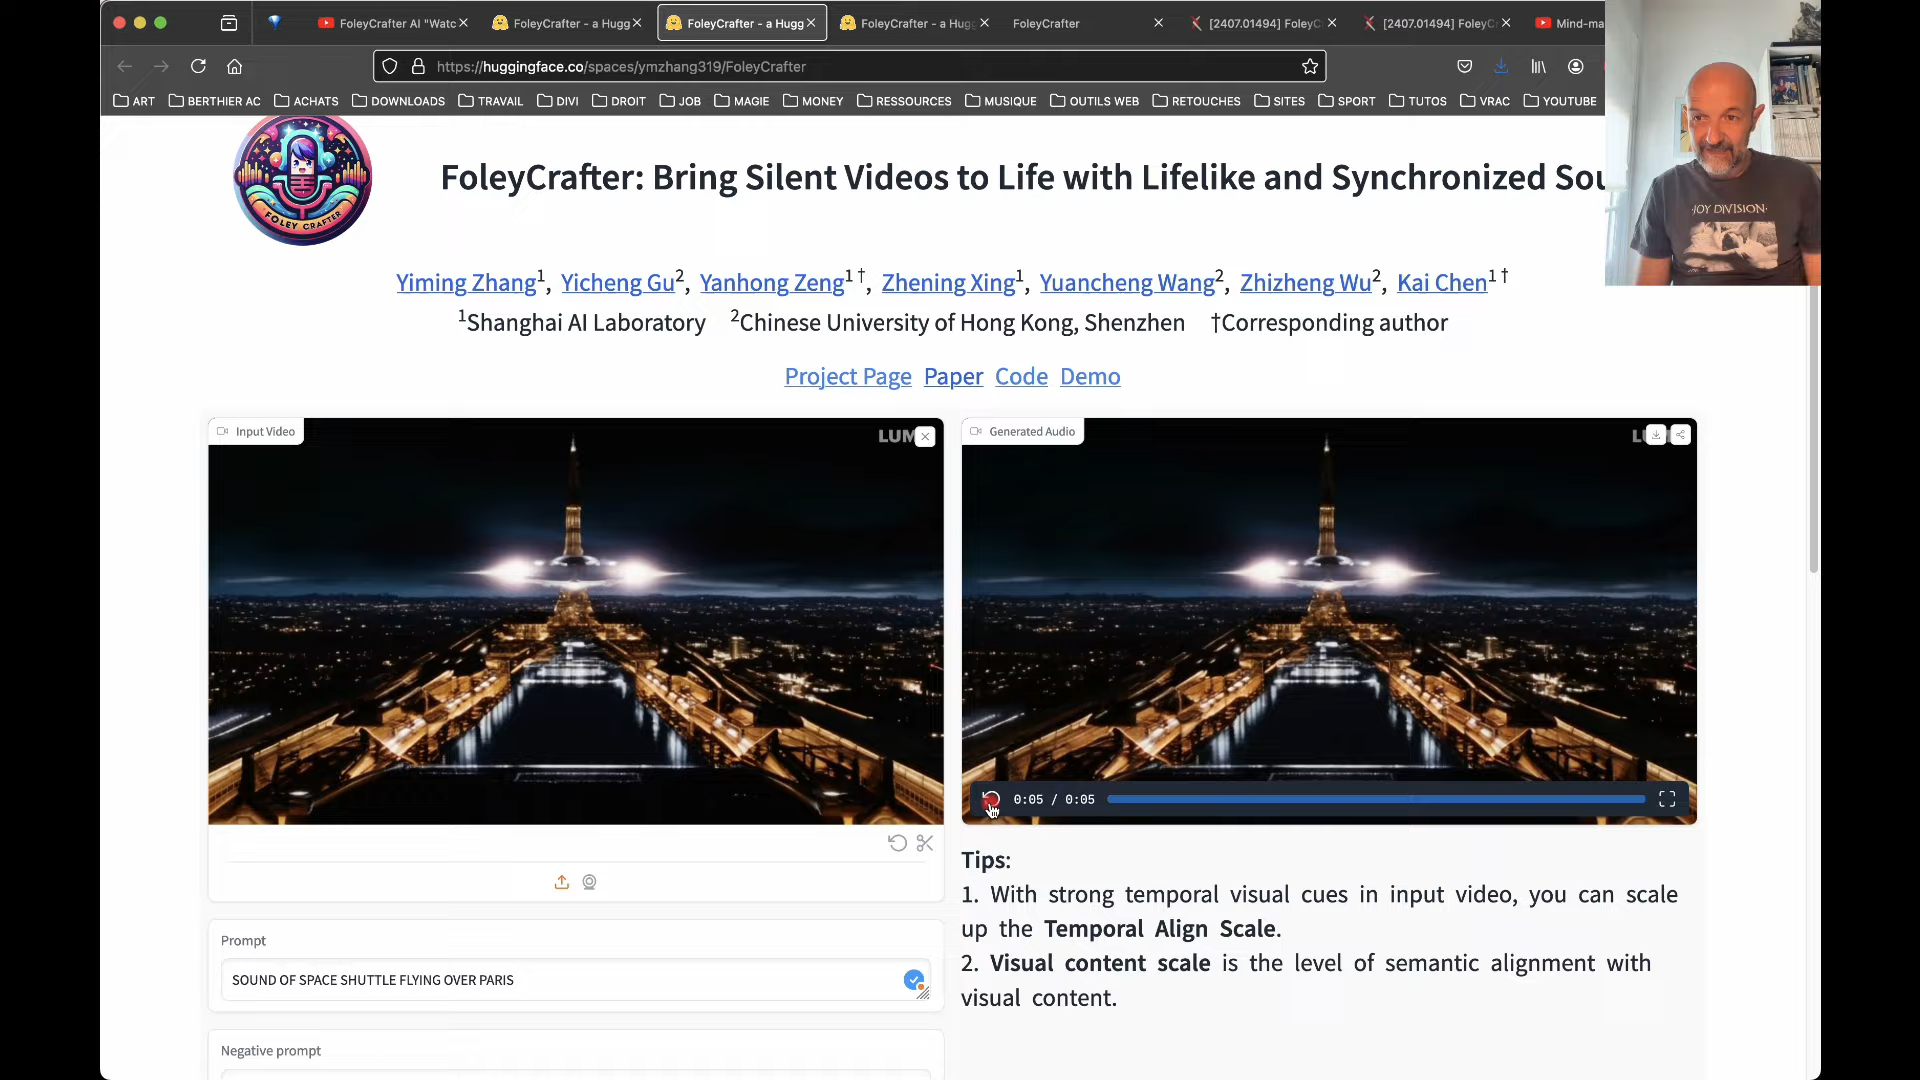 FoleyCrafter AI "Watc
FoleyCrafter - a Hugg
FoleyCrafter - a Hugg
FoleyCrafter - a Hugg
FoleyCrafter
[2407.01494] FoleyC
[2407.01494] FoleyC
Mind-ma
https://huggingface.co/spaces/ymzhang319/FoleyCrafter
ART BERTHIER AC ACHATS DOWNLOADS TRAVAIL DIVI DROIT JOB MAGIE MONEY RESSOURCES MUSIQUE OUTILS WEB RETOUCHES SITES SPORT TUTOS VRAC YOUTUBE
JOY DIVISION
FOLEY CRAFTER
FoleyCrafter: Bring Silent Videos to Life with Lifelike and Synchronized Sou
Yiming Zhang1, Yicheng Gu2, Yanhong Zeng1†, Zhening Xing1, Yuancheng Wang2, Zhizheng Wu2, Kai Chen1†
1Shanghai AI Laboratory 2Chinese University of Hong Kong, Shenzhen †Corresponding author
Project Page Paper Code Demo
Input Video
LUM
Generated Audio
0:05 / 0:05
Prompt
SOUND OF SPACE SHUTTLE FLYING OVER PARIS
Negative prompt
Tips:
1. With strong temporal visual cues in input video, you can scale
up the Temporal Align Scale.
2. Visual content scale is the level of semantic alignment with
visual content.